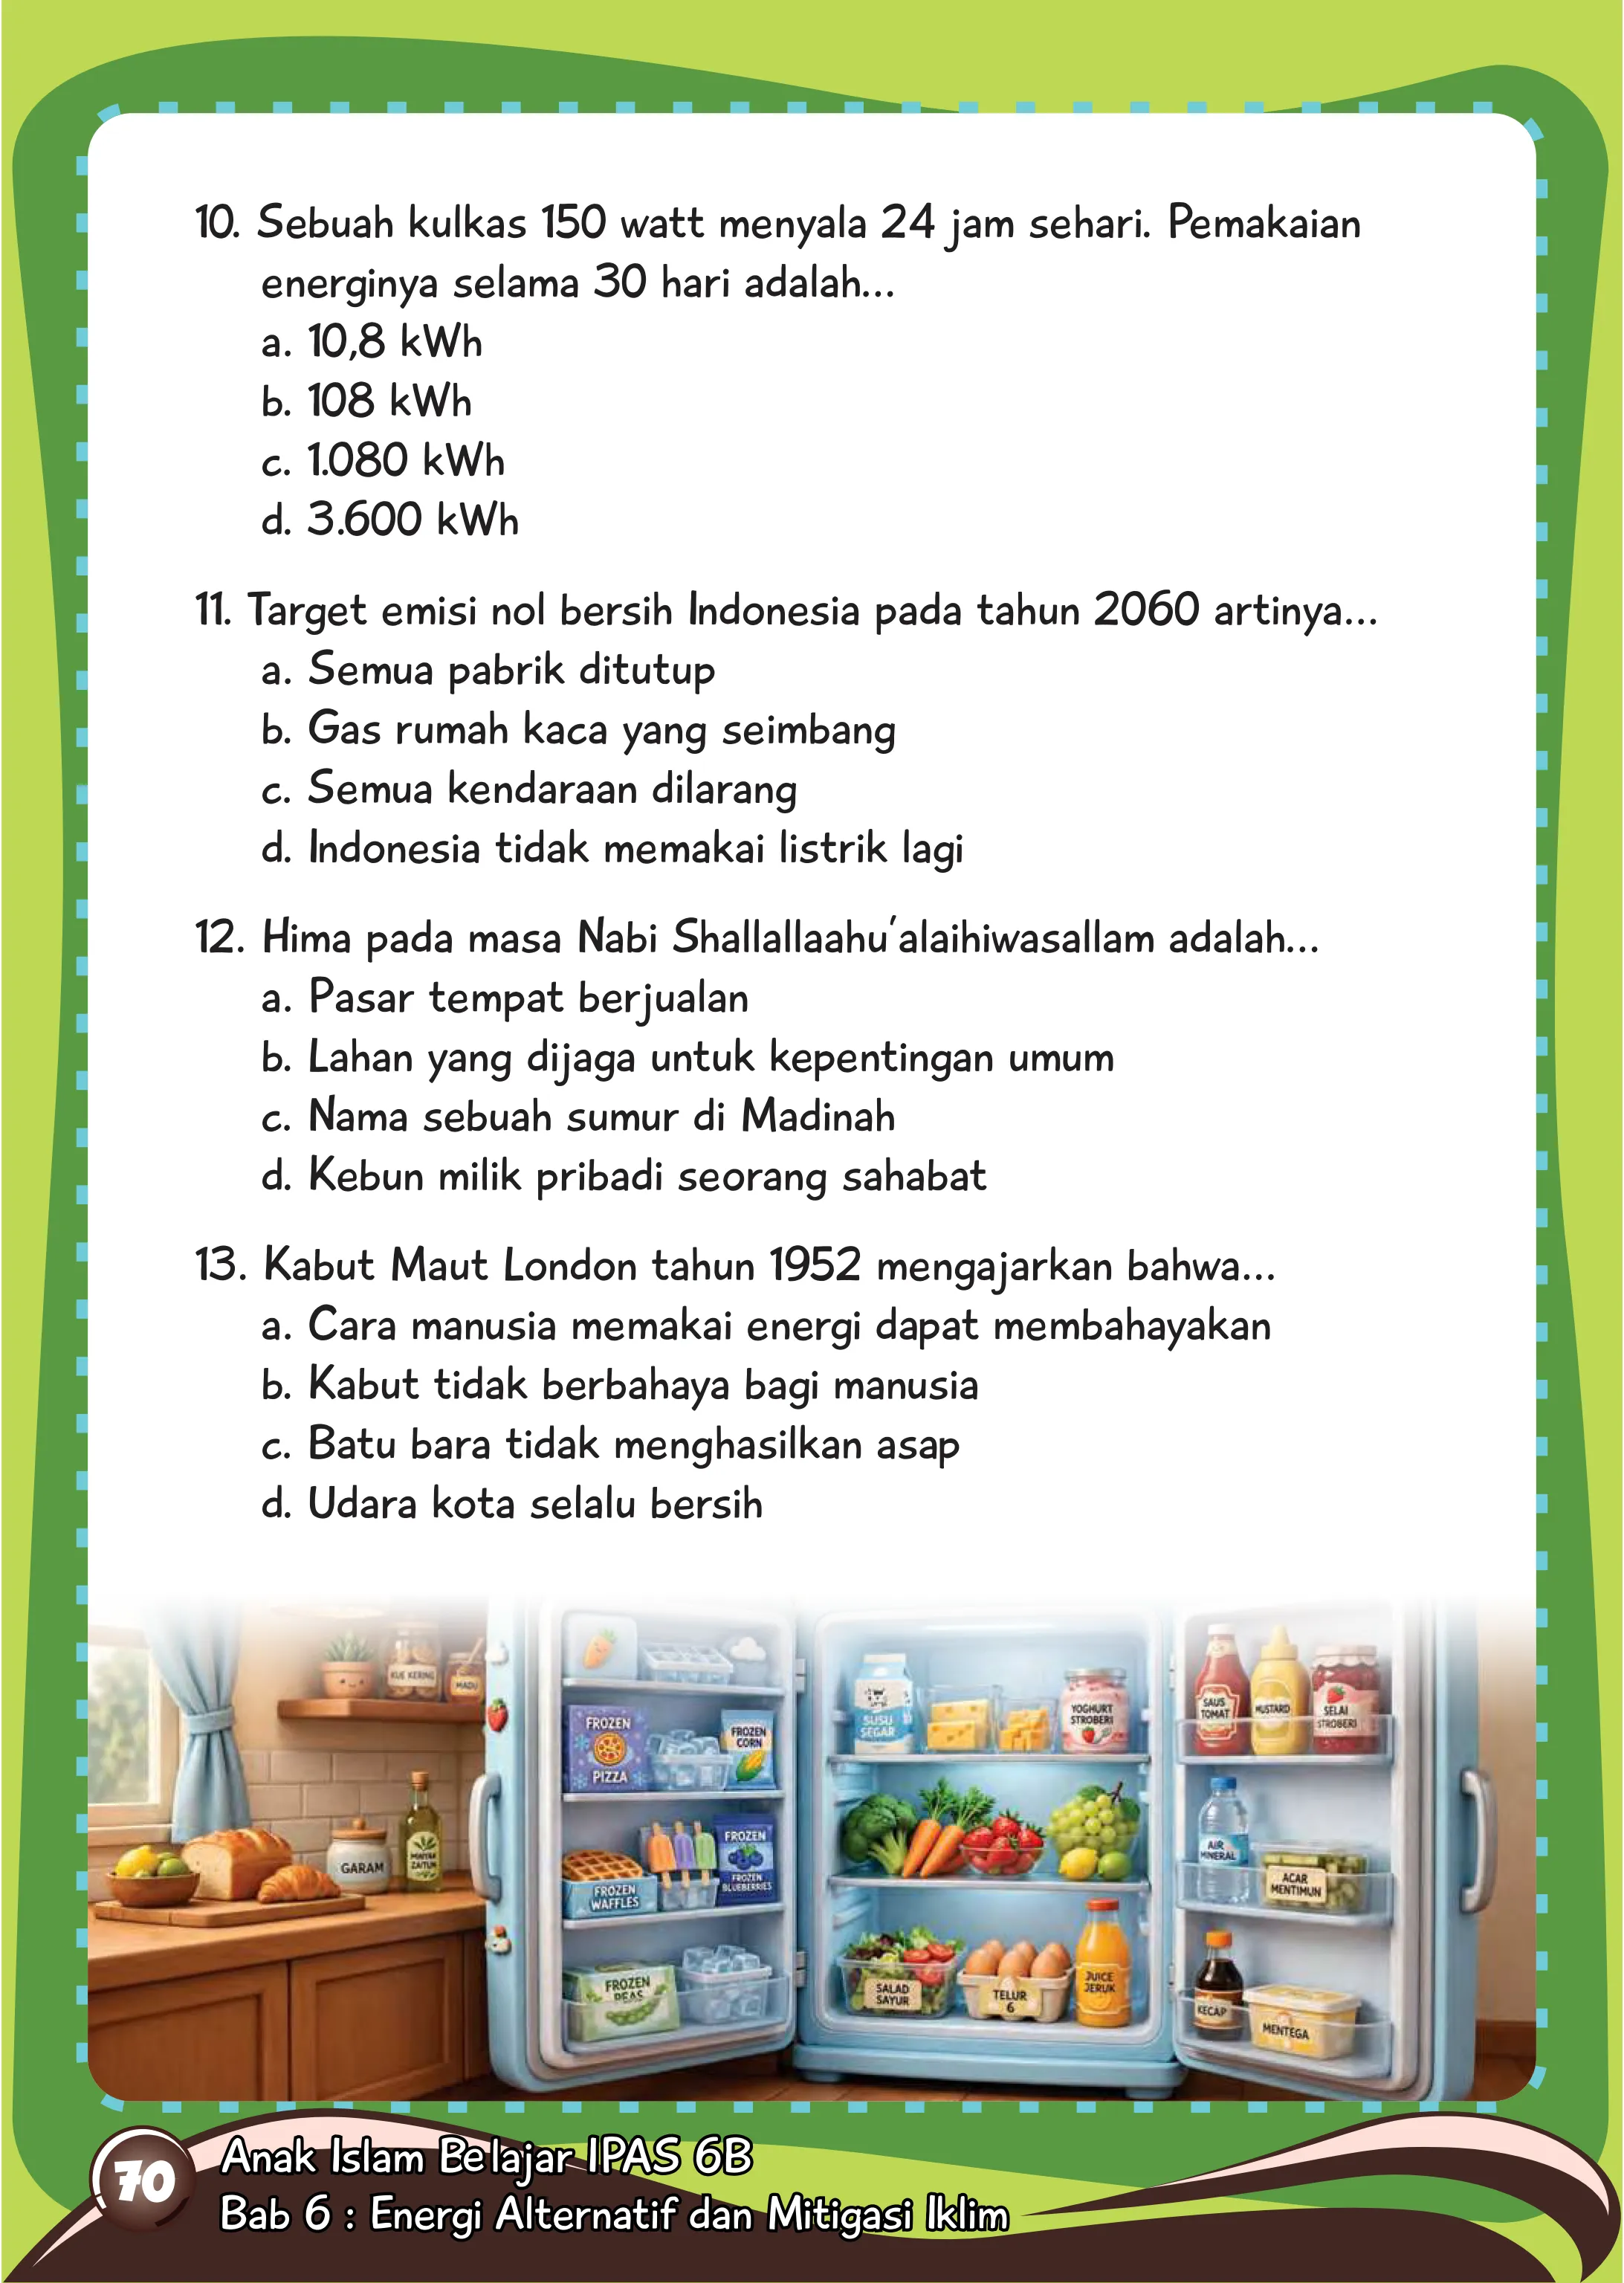 10. Sebuah kulkas 150 watt menyala 24 jam sehari. Pemakaian
energinya selama 30 hari adalah...
a. 10,8 kWh
b. 108 kWh
c. 1.080 kWh
d. 3.600 kWh
11. Target emisi nol bersih Indonesia pada tahun 2060 artinya...
a. Semua pabrik ditutup
b. Gas rumah kaca yang seimbang
c. Semua kendaraan dilarang
d. Indonesia tidak memakai listrik lagi
12. Hima pada masa Nabi Shallallaahu'alaihiwasallam adalah...
a. Pasar tempat berjualan
b. Lahan yang dijaga untuk kepentingan umum
c. Nama sebuah sumur di Madinah
d. Kebun milik pribadi seorang sahabat
13. Kabut Maut London tahun 1952 mengajarkan bahwa...
a. Cara manusia memakai energi dapat membahayakan
b. Kabut tidak berbahaya bagi manusia
c. Batu bara tidak menghasilkan asap
d. Udara kota selalu bersih
KUE KERING
MADU
GARAM
MINYAK
ZAITUN
FROZEN
PIZZA
FROZEN
CORN
FROZEN
WAFFLES
FROZEN
FROZEN
BLUEBERRIES
FROZEN
PEAS
SUSU
SEGAR
YOGHURT
STROBERI
SALAD
SAYUR
TELUR
6
JUICE
JERUK
SAUS
TOMAT
MUSTARD
SELAI
STROBERI
AIR
MINERAL
ACAR
MENTIMUN
KECAP
MENTEGA
70
Anak Islam Belajar IPAS 6B
Bab 6 : Energi Alternatif dan Mitigasi Iklim